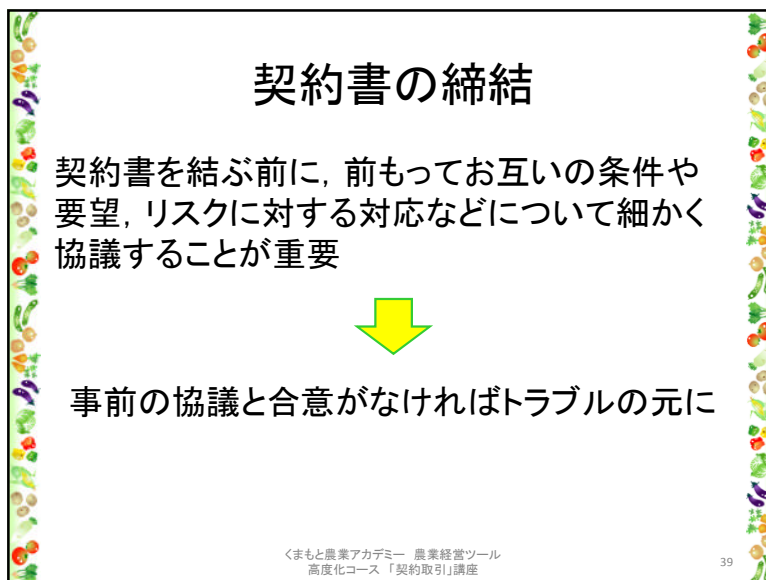 契約書の締結
契約書を結ぶ前に，前もってお互いの条件や
要望，リスクに対する対応などについて細かく
協議することが重要
事前の協議と合意がなければトラブルの元に
くまもと農業アカデミー　農業経営ツール
高度化コース 「契約取引」講座
39